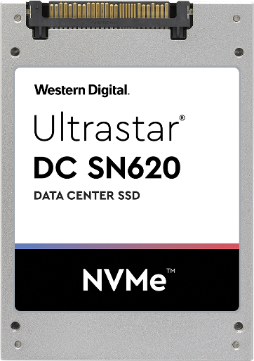 Western Digital.
Ultrastar®
DC SN620
DATA CENTER SSD
NVMe™